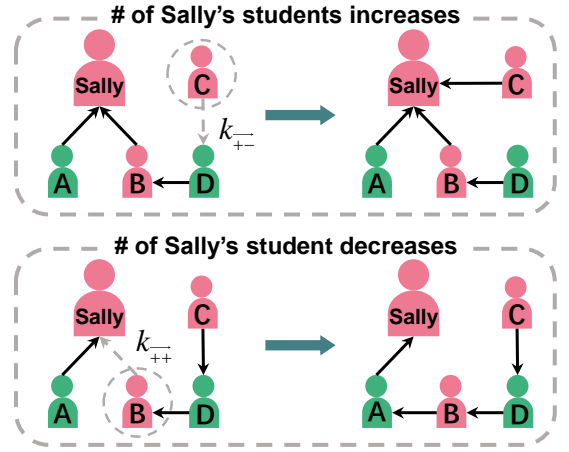 # of Sally's students increases
Sally C Sally C
k+-
A B D A B D
# of Sally's student decreases
Sally C Sally C
k++
A B D A B D